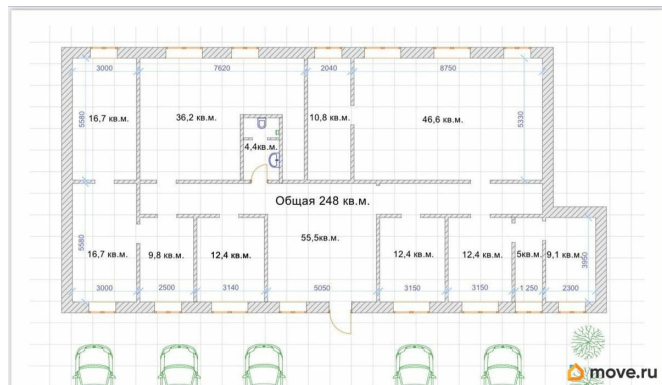 3000
7620
2040
8750
5580
16,7 кв.м.
36,2 кв.м.
10,8 кв.м.
46,6 кв.м.
5330
4,4кв.м.
Общая 248 кв.м.
55,5кв.м.
5580
16,7 кв.м.
9,8 кв.м.
12,4 кв.м.
12,4 кв.м.
12,4 кв.м.
5кв.м.
9,1 кв.м.
3950
3000
2500
3140
5050
3150
3150
1 250
2300
move.ru